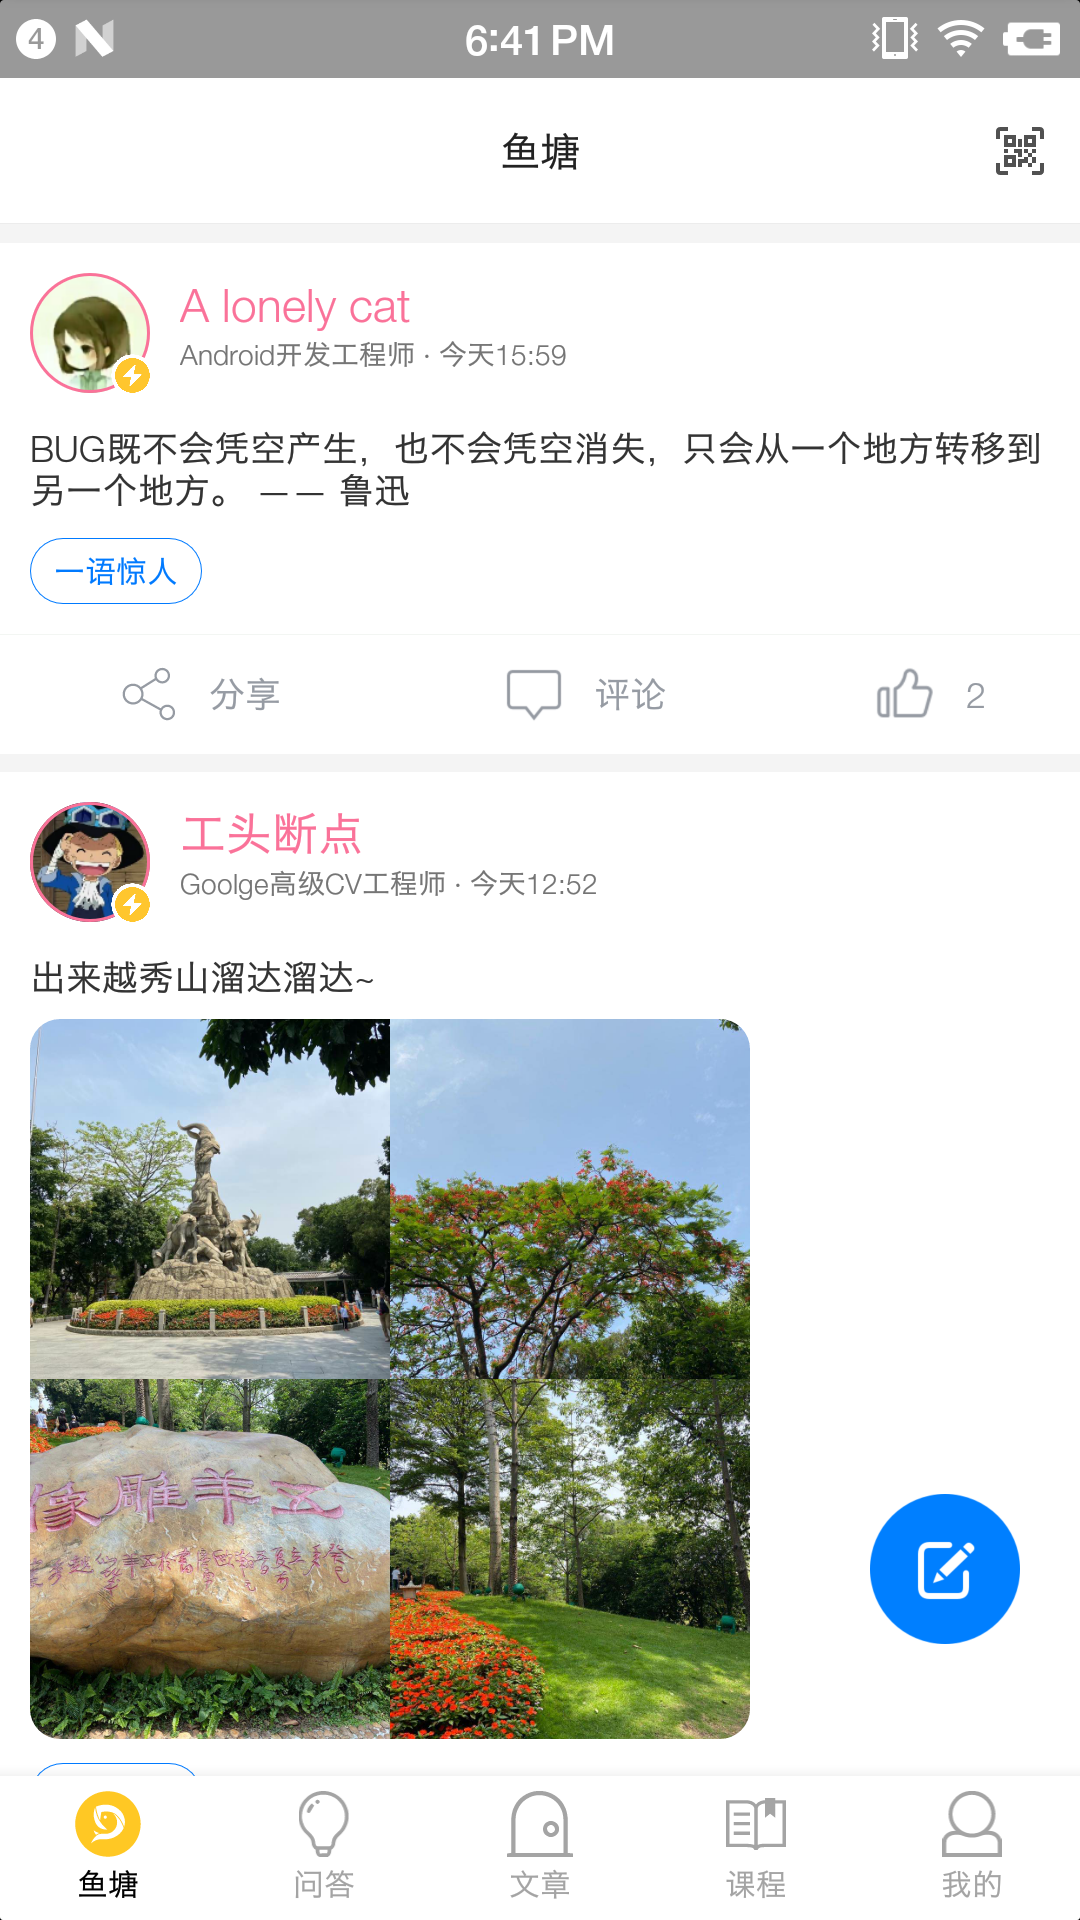 4
6:41 PM
鱼塘
A lonely cat
Android开发工程师 · 今天15:59
BUG既不会凭空产生，也不会凭空消失，只会从一个地方转移到
另一个地方。 —— 鲁迅
一语惊人
分享
评论
2
工头断点
Goolge高级CV工程师 · 今天12:52
出来越秀山溜达溜达~
像雕羊五
鱼塘
问答
文章
课程
我的